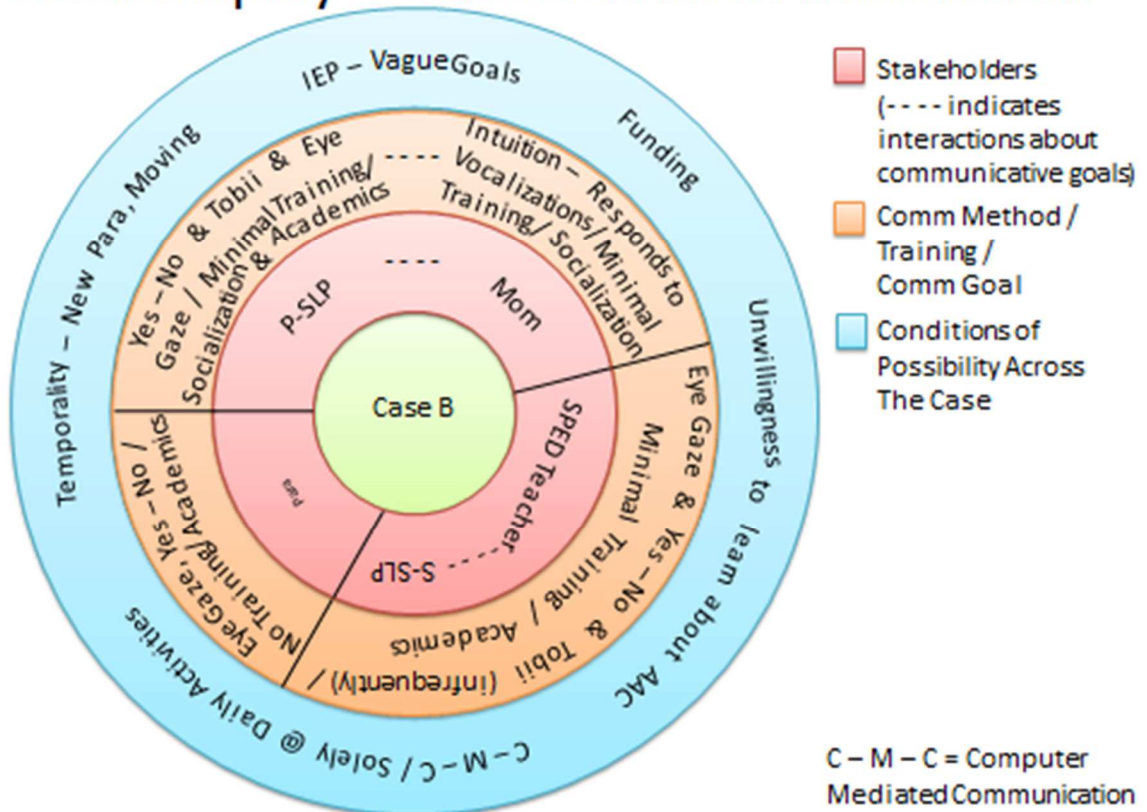 IEP – Vague Goals
Funding
Unwillingness to learn about AAC
C – M – C / Solely @ Daily Activities
Temporality – New Para, Moving
Yes – No & Tobii & Eye
Gaze / Minimal Training/
Socialization & Academics
- - - -
Intuition – Responds to
Vocalizations/ Minimal
Training/ Socialization
Eye Gaze & Yes – No & Tobii (infrequently) /
Minimal Training / Academics
Eye Gaze, Yes – No /
No Training/Academics
P-SLP
- - - -
Mom
SPED Teacher - - - - - S-SLP
Para
Case B
Stakeholders
(- - - - indicates
interactions about
communicative goals)
Comm Method /
Training /
Comm Goal
Conditions of
Possibility Across
The Case
C – M – C = Computer
Mediated Communication